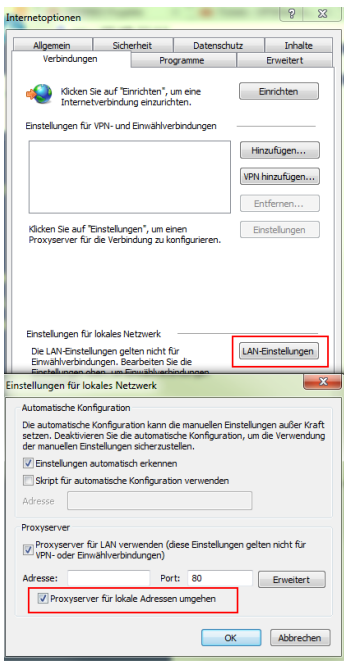 Internetoptionen
Allgemein Sicherheit Datenschutz Inhalte
Verbindungen Programme Erweitert
Klicken Sie auf "Einrichten", um eine
Internetverbindung einzurichten.
Einrichten
Einstellungen für VPN- und Einwählverbindungen
Hinzufügen...
VPN hinzufügen...
Entfernen...
Klicken Sie auf "Einstellungen", um einen
Proxyserver für die Verbindung zu konfigurieren.
Einstellungen
Einstellungen für lokales Netzwerk
Die LAN-Einstellungen gelten nicht für
Einwählverbindungen. Bearbeiten Sie die
Einstellungen oben, um Einwählverbindungen
LAN-Einstellungen
Einstellungen für lokales Netzwerk
Automatische Konfiguration
Die automatische Konfiguration kann die manuellen Einstellungen außer Kraft
setzen. Deaktivieren Sie die automatische Konfiguration, um die Verwendung
der manuellen Einstellungen sicherzustellen.
Einstellungen automatisch erkennen
Skript für automatische Konfiguration verwenden
Adresse
Proxyserver
Proxyserver für LAN verwenden (diese Einstellungen gelten nicht für
VPN- oder Einwählverbindungen)
Adresse: Port: 80 Erweitert
Proxyserver für lokale Adressen umgehen
OK Abbrechen